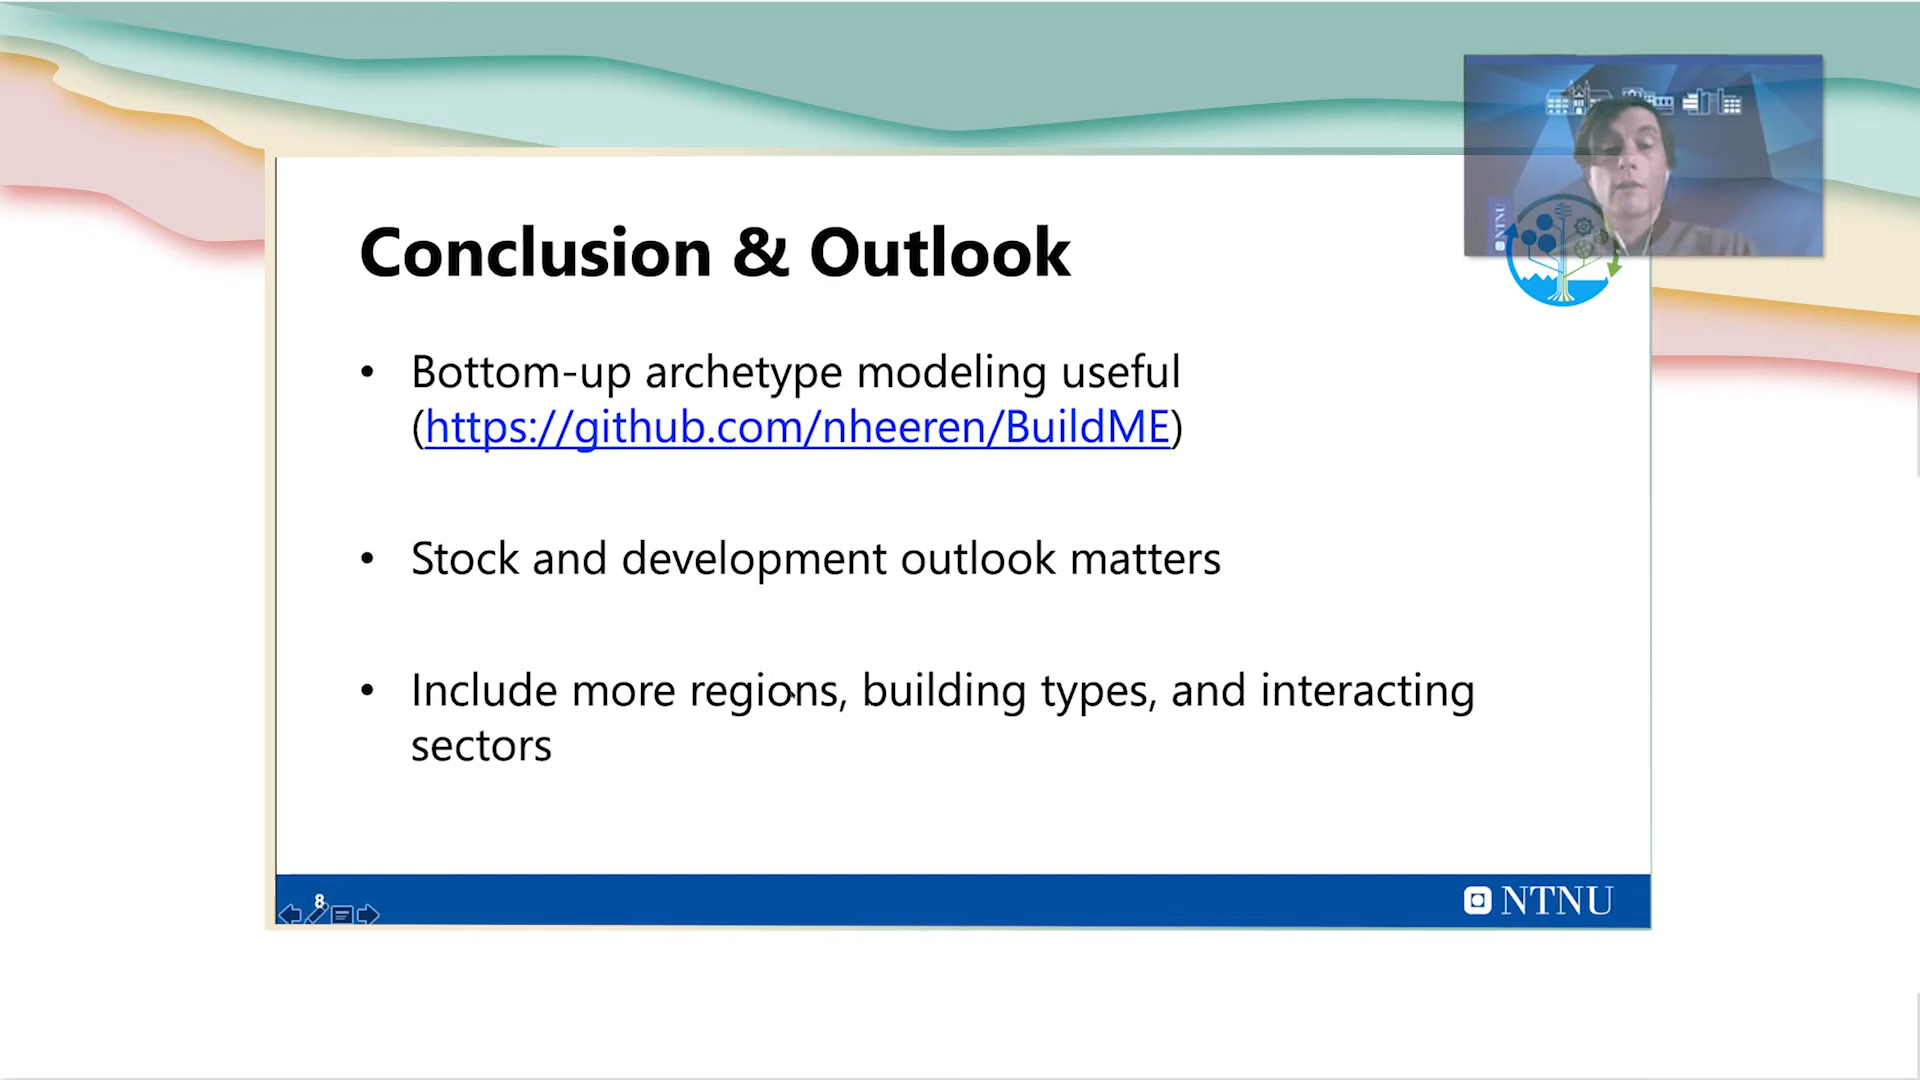 Conclusion & Outlook
• Bottom-up archetype modeling useful
(https://github.com/nheeren/BuildME)
• Stock and development outlook matters
• Include more regions, building types, and interacting
sectors
8
NTNU
NTNU